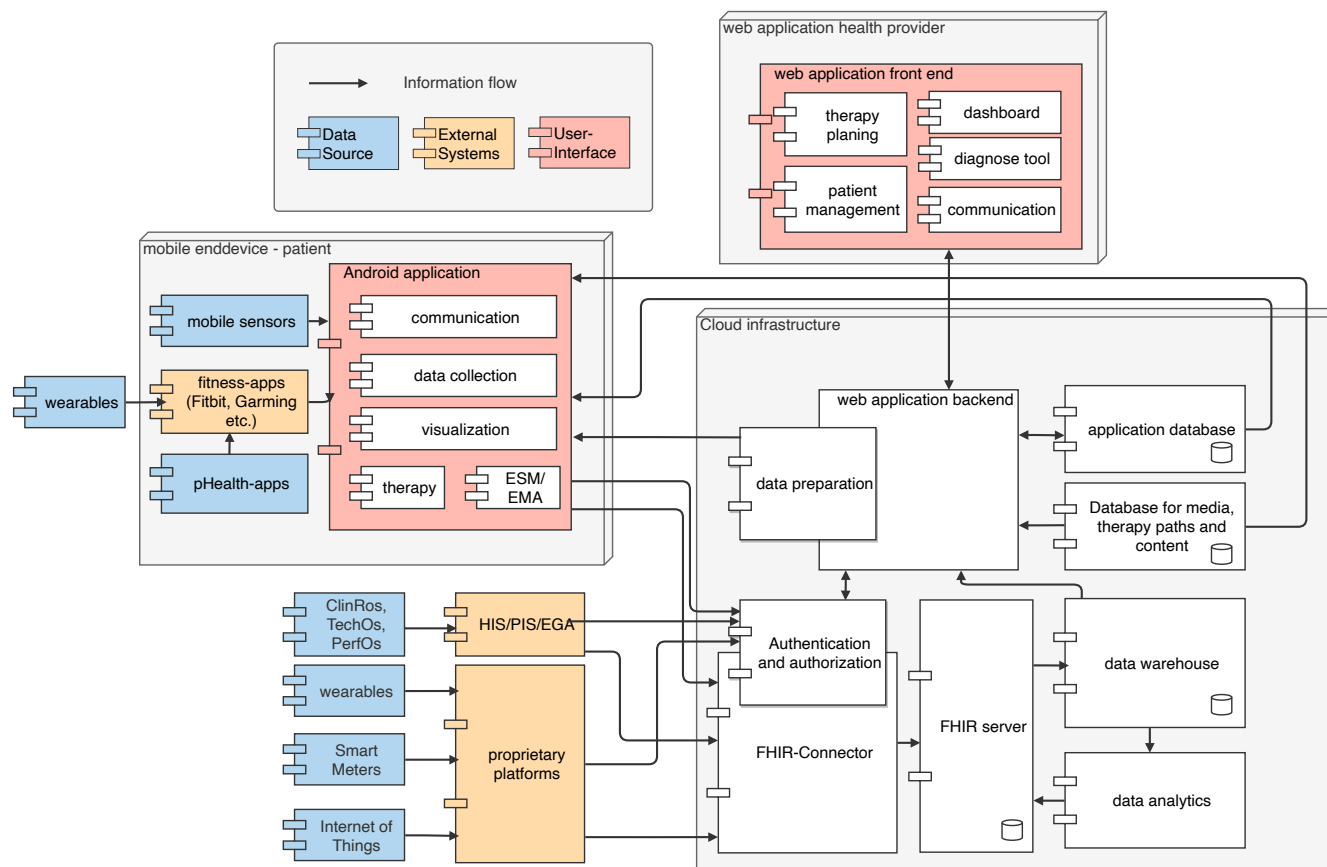 web application health provider
web application front end
therapy
planing
dashboard
diagnose tool
patient
management
communication
Information flow
Data
Source
External
Systems
User-
Interface
mobile enddevice - patient
Android application
mobile sensors
communication
wearables
fitness-apps
(Fitbit, Garming
etc.)
data collection
visualization
pHealth-apps
therapy
ESM/
EMA
Cloud infrastructure
web application backend
data preparation
application database
Database for media,
therapy paths and
content
ClinRos,
TechOs,
PerfOs
HIS/PIS/EGA
wearables
Smart
Meters
Internet of
Things
proprietary
platforms
Authentication
and authorization
FHIR-Connector
FHIR server
data warehouse
data analytics